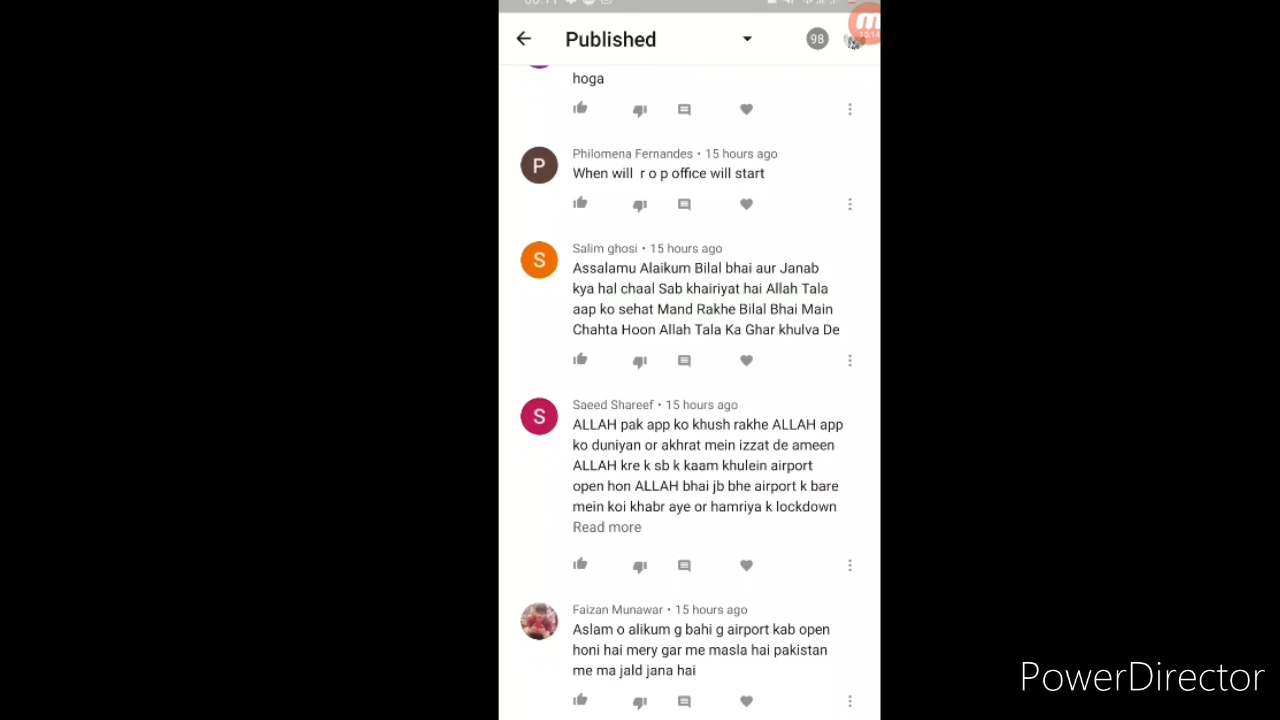 Published
98
10:14
hoga
P
Philomena Fernandes • 15 hours ago
When will r o p office will start
S
Salim ghosi • 15 hours ago
Assalamu Alaikum Bilal bhai aur Janab
kya hal chaal Sab khairiyat hai Allah Tala
aap ko sehat Mand Rakhe Bilal Bhai Main
Chahta Hoon Allah Tala Ka Ghar khulva De
S
Saeed Shareef • 15 hours ago
ALLAH pak app ko khush rakhe ALLAH app
ko duniyan or akhrat mein izzat de ameen
ALLAH kre k sb k kaam khulein airport
open hon ALLAH bhai jb bhe airport k bare
mein koi khabr aye or hamriya k lockdown
Read more
Faizan Munawar • 15 hours ago
Aslam o alikum g bahi g airport kab open
honi hai mery gar me masla hai pakistan
me ma jald jana hai
PowerDirector